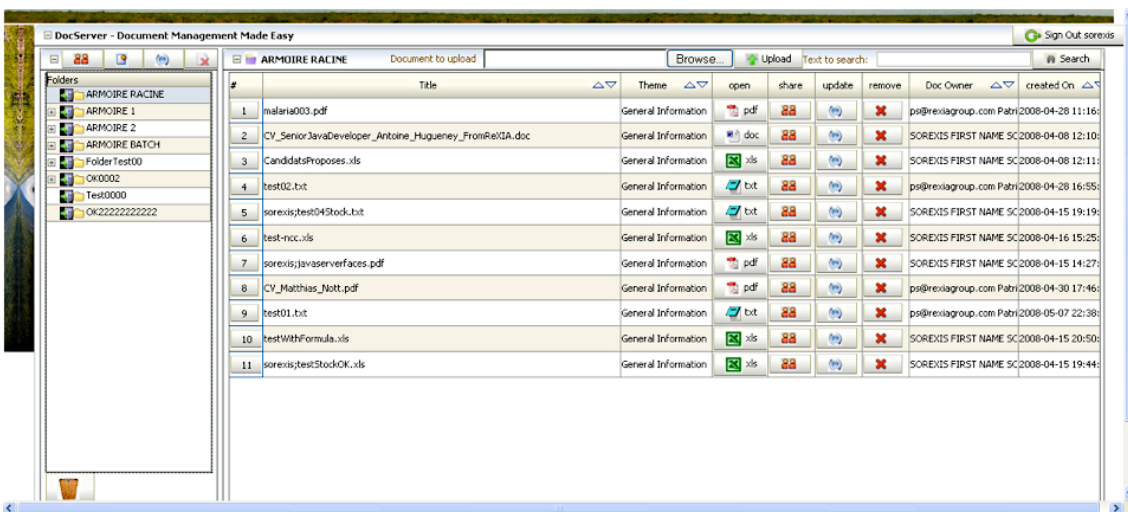 DocServer - Document Management Made Easy
Sign Out sorexis
ARMOIRE RACINE Document to upload Browse... Upload Text to search: Search
Folders
ARMOIRE RACINE
ARMOIRE 1
ARMOIRE 2
ARMOIRE BATCH
FolderTest00
OK0002
Test0000
OK22222222222
# Title Theme open share update remove Doc Owner created On
1 malaria003.pdf General Information pdf ps@rexiagroup.com Patri 2008-04-28 11:16:
2 CV_SeniorJavaDeveloper_Antoine_Hugueney_FromReXIA.doc General Information doc SOREXIS FIRST NAME SC 2008-04-08 12:10:
3 CandidatsProposes.xls General Information xls SOREXIS FIRST NAME SC 2008-04-08 12:11:
4 test02.txt General Information txt ps@rexiagroup.com Patri 2008-04-28 16:55:
5 sorexis;test04Stock.txt General Information txt SOREXIS FIRST NAME SC 2008-04-15 19:19:
6 test-ncc.xls General Information xls SOREXIS FIRST NAME SC 2008-04-16 15:25:
7 sorexis;javaserverfaces.pdf General Information pdf SOREXIS FIRST NAME SC 2008-04-15 14:27:
8 CV_Matthias_Nott.pdf General Information pdf ps@rexiagroup.com Patri 2008-04-30 17:46:
9 test01.txt General Information txt ps@rexiagroup.com Patri 2008-05-07 22:38:
10 testWithFormula.xls General Information xls SOREXIS FIRST NAME SC 2008-04-15 20:50:
11 sorexis;testStockOK.xls General Information xls SOREXIS FIRST NAME SC 2008-04-15 19:44: